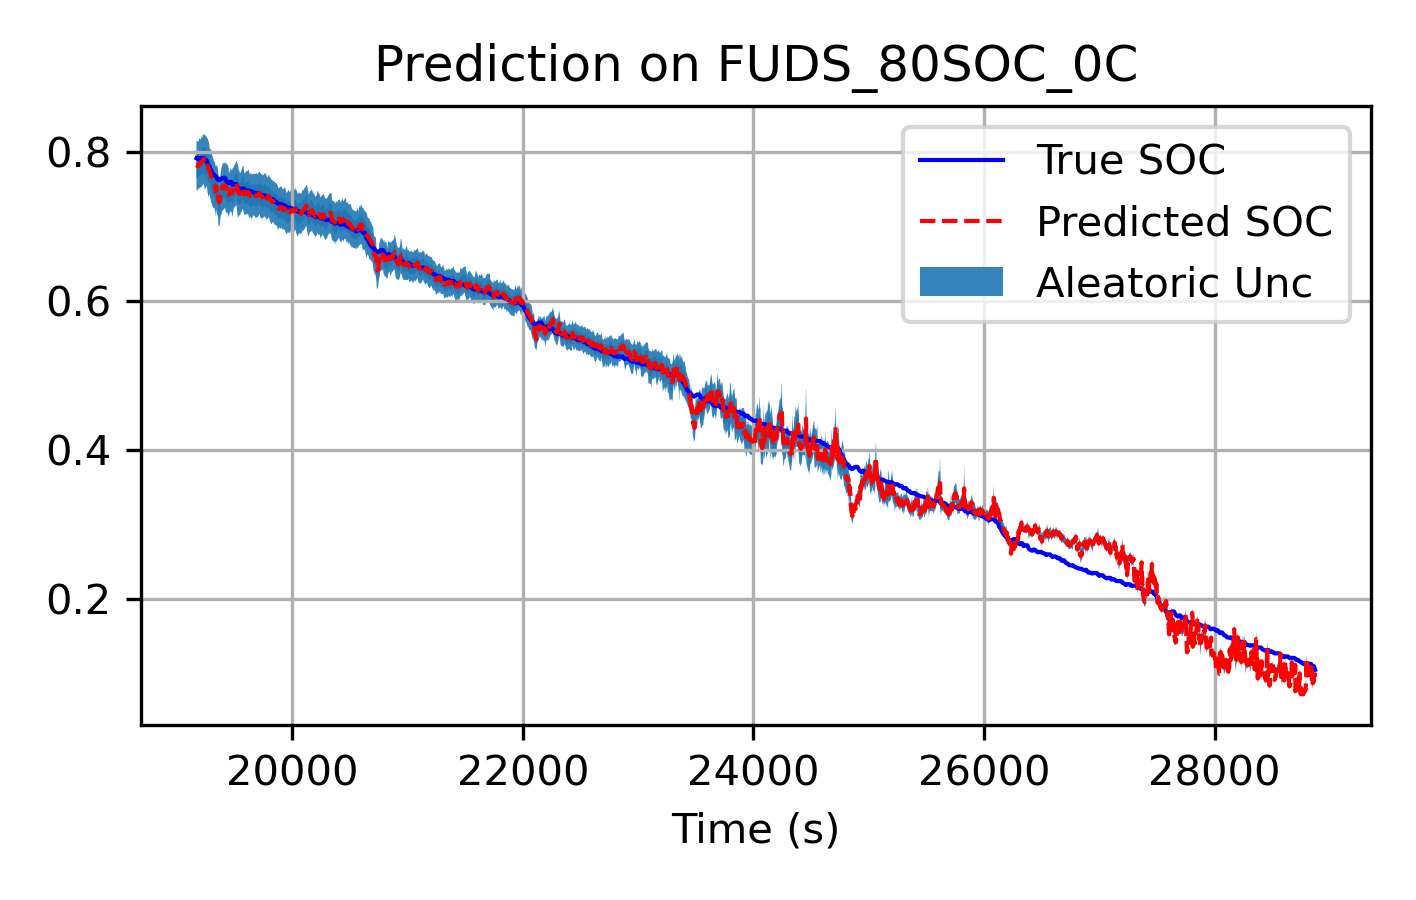 Prediction on FUDS_80SOC_0C
True SOC
Predicted SOC
Aleatoric Unc
0.8
0.6
0.4
0.2
20000 22000 24000 26000 28000
Time (s)